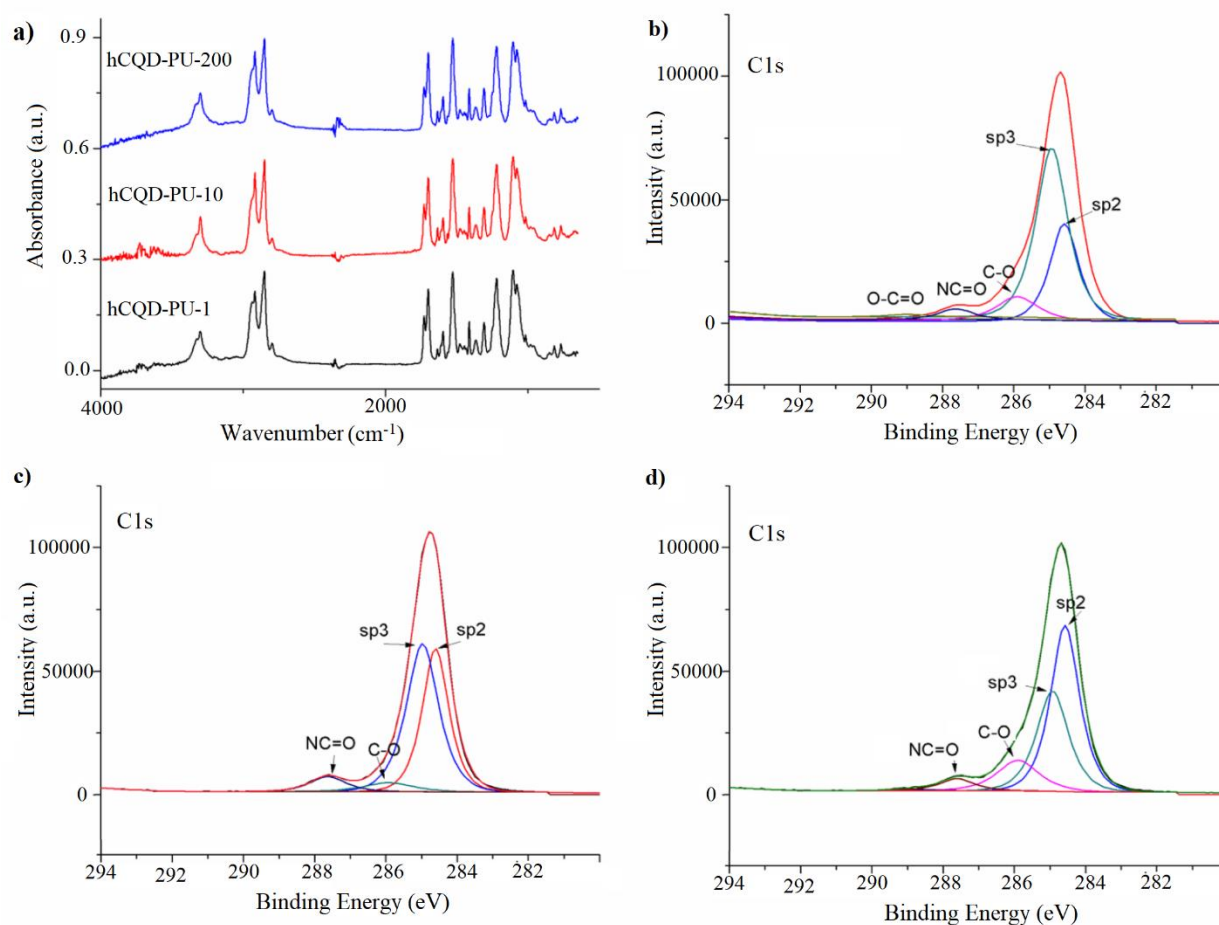 a)
0.9
0.6
0.3
0.0
Absorbance (a.u.)
hCQD-PU-200
hCQD-PU-10
hCQD-PU-1
4000
2000
Wavenumber (cm-1)
b)
C1s
100000
50000
0
Intensity (a.u.)
sp3
sp2
C-O
NC=O
O-C=O
294 292 290 288 286 284 282
Binding Energy (eV)
c)
C1s
100000
50000
0
Intensity (a.u.)
sp3
sp2
C-O
NC=O
294 292 290 288 286 284 282
Binding Energy (eV)
d)
C1s
100000
50000
0
Intensity (a.u.)
sp2
sp3
C-O
NC=O
294 292 290 288 286 284 282
Binding Energy (eV)